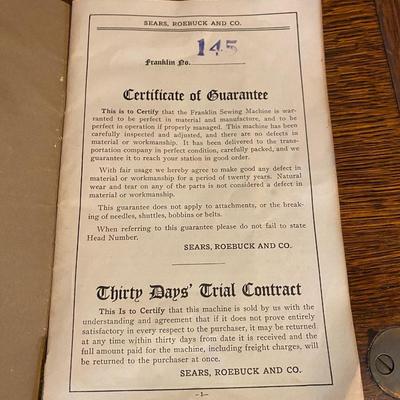 SEARS, ROEBUCK AND CO.
145
Franklin No.
Certificate of Guarantee
This is to Certify that the Franklin Sewing Machine is war-
ranted to be perfect in material and manufacture, and to be
perfect in operation if properly managed. This machine has been
carefully inspected and adjusted, and there are no defects in
material or workmanship. It has been delivered to the trans-
portation company in perfect condition, carefully packed, and we
guarantee it to reach your station in good order.
With fair usage we hereby agree to make good any defect in
material or workmanship for a period of twenty years. Natural
wear and tear on any of the parts is not considered a defect in
material or workmanship.
This guarantee does not apply to attachments, or the break-
ing of needles, shuttles, bobbins or belts.
When referring to this guarantee please do not fail to state
Head Number.
SEARS, ROEBUCK AND CO.
Thirty Days' Trial Contract
This Is to Certify that this machine is sold by us with the
understanding and agreement that if it does not prove entirely
satisfactory in every respect to the purchaser, it may be returned
at any time within thirty days from date it is received and the
full amount paid for the machine, including freight charges, will
be returned to the purchaser at once.
SEARS, ROEBUCK AND CO.
—1—